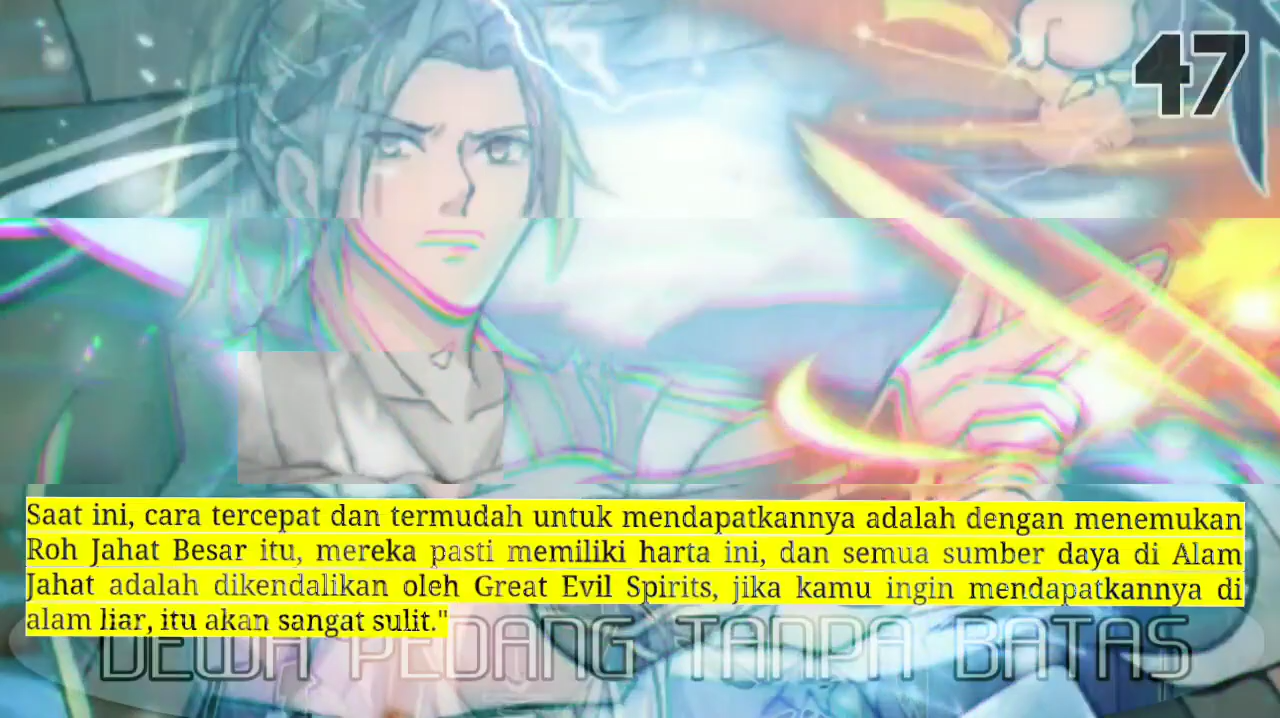 47
Saat ini, cara tercepat dan termudah untuk mendapatkannya adalah dengan menemukan
Roh Jahat Besar itu, mereka pasti memiliki harta ini, dan semua sumber daya di Alam
Jahat adalah dikendalikan oleh Great Evil Spirits, jika kamu ingin mendapatkannya di
alam liar, itu akan sangat sulit."
DEWA PEDANG TANPA BATAS